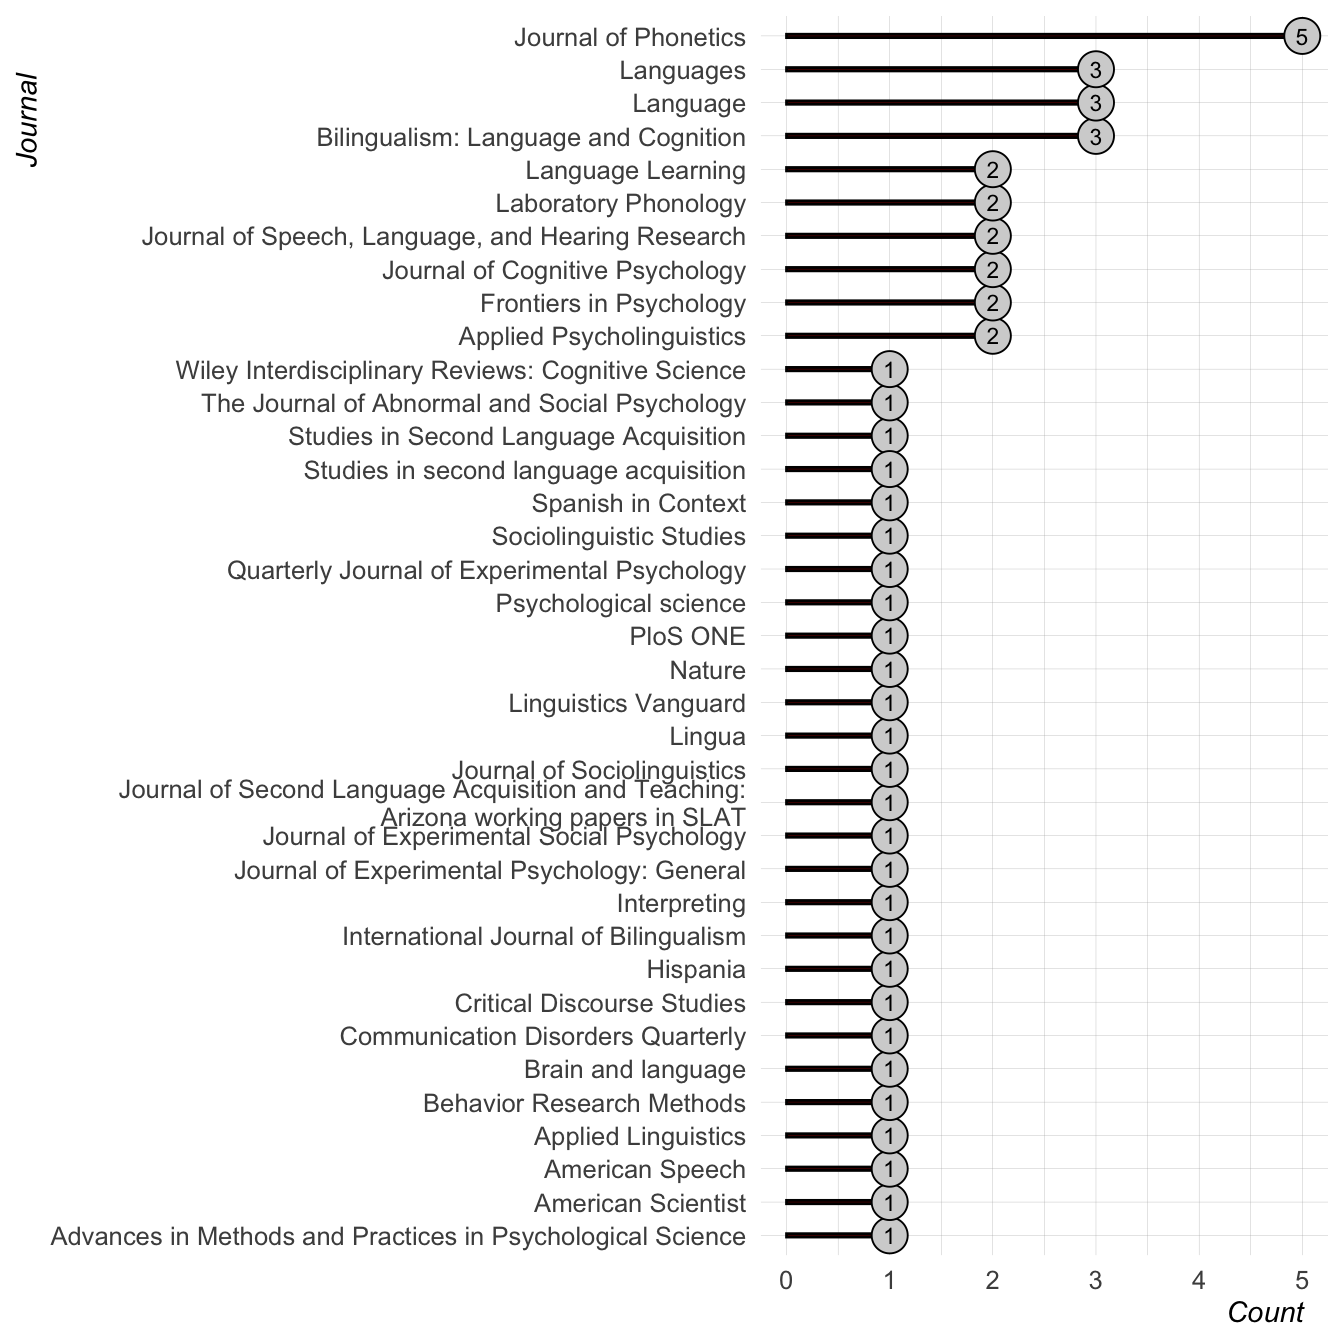 Journal
Journal of Phonetics 5
Languages 3
Language 3
Bilingualism: Language and Cognition 3
Language Learning 2
Laboratory Phonology 2
Journal of Speech, Language, and Hearing Research 2
Journal of Cognitive Psychology 2
Frontiers in Psychology 2
Applied Psycholinguistics 2
Wiley Interdisciplinary Reviews: Cognitive Science 1
The Journal of Abnormal and Social Psychology 1
Studies in Second Language Acquisition 1
Studies in second language acquisition 1
Spanish in Context 1
Sociolinguistic Studies 1
Quarterly Journal of Experimental Psychology 1
Psychological science 1
PloS ONE 1
Nature 1
Linguistics Vanguard 1
Lingua 1
Journal of Sociolinguistics 1
Journal of Second Language Acquisition and Teaching:
Arizona working papers in SLAT 1
Journal of Experimental Social Psychology 1
Journal of Experimental Psychology: General 1
Interpreting 1
International Journal of Bilingualism 1
Hispania 1
Critical Discourse Studies 1
Communication Disorders Quarterly 1
Brain and language 1
Behavior Research Methods 1
Applied Linguistics 1
American Speech 1
American Scientist 1
Advances in Methods and Practices in Psychological Science 1
0 1 2 3 4 5
Count